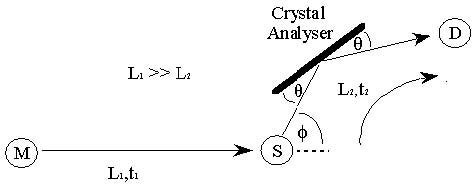 Crystal
Analyser
θ
D
L₁ >> L₂
θ
L₂,t₂
M
S
ϕ
L₁,t₁